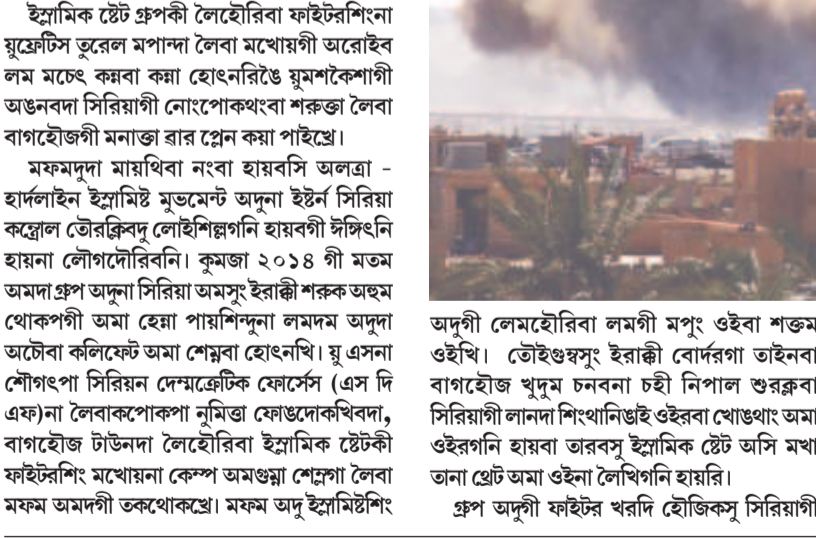 ইস্লামিক ষ্টেট গ্রুপকী লৈহৌরিবা ফাইটরশিংনা
য়ুফ্রেটিস তুরেল মপান্দা লৈবা মখোয়গী অরোইব
লম মচেৎ কন্নবা কন্না হোৎনরিঙৈ য়ুমশকৈশাগী
অঙনবদা সিরিয়াগী নোংপোকথংবা শরুক্তা লৈবা
বাগহৌজগী মনাক্তা ৱার প্লেন কয়া পাইখ্রে।
মফমদুদা মায়থিবা নংবা হায়বসি অলত্রা -
হার্দলাইন ইস্লামিষ্ট মুভমেন্ট অদুনা ইষ্টর্ন সিরিয়া
কন্ত্রোল তৌরক্লিবদু লোইশিল্লগনি হায়বগী ঈঙ্গিৎনি
হায়না লৌগদৌরিবনি। কুমজা ২০১৪ গী মতম
অমদা গ্রুপ অদুনা সিরিয়া অমসুং ইরাক্কী শরুক অহুম
থোকপগী অমা হেন্না পায়শিন্দুনা লমদম অদুদা
অচৌবা কলিফেট অমা শেম্নবা হোৎনখি। য়ু এসনা
শৌগৎপা সিরিয়ন দেম্মক্রেটিক ফোর্সেস (এস দি
এফ)না লৈবাকপোকপা নুমিত্তা ফোঙদোকখিবদা,
বাগহৌজ টাউনদা লৈহৌরিবা ইস্লামিক ষ্টেটকী
ফাইটরশিং মখোয়না কেম্প অমগুম্না শেম্লগা লৈবা
মফম অমদগী তকথোকখ্রে। মফম অদু ইস্লামিষ্টশিং
অদুগী লেমহৌরিবা লমগী মপুং ওইবা শক্তম
ওইখি। তৌইগুম্বসুং ইরাক্কী বোর্দরগা তাইনবা
বাগহৌজ খুদুম চনবনা চহী নিপাল শুরক্লবা
সিরিয়াগী লানদা শিংথানিঙাই ওইরবা খোঙথাং অমা
ওইরগনি হায়বা তারবসু ইস্লামিক ষ্টেট অসি মখা
তানা থ্রেট অমা ওইনা লৈখিগনি হায়রি।
গ্রুপ অদুগী ফাইটর খরদি হৌজিকসু সিরিয়াগী